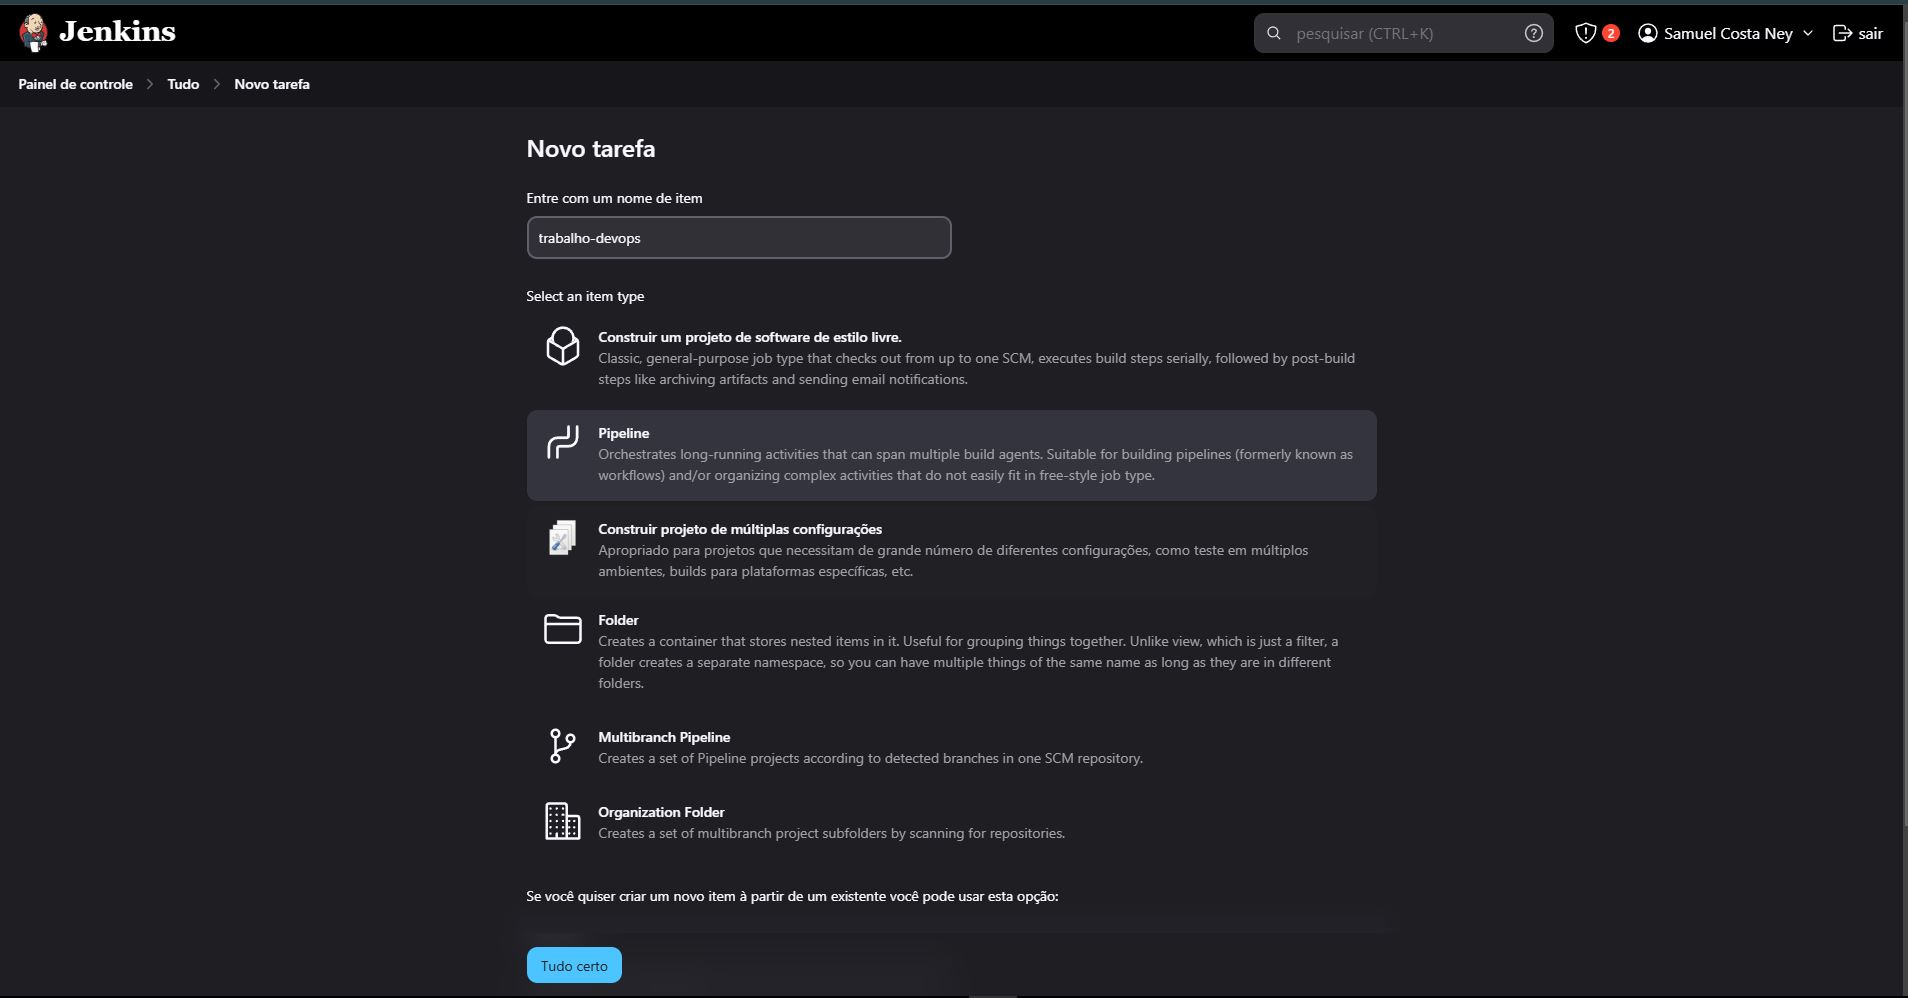 Jenkins
pesquisar (CTRL+K)
2
Samuel Costa Ney
sair
Painel de controle
Tudo
Novo tarefa
Novo tarefa
Entre com um nome de item
trabalho-devops
Select an item type
Construir um projeto de software de estilo livre.
Classic, general-purpose job type that checks out from up to one SCM, executes build steps serially, followed by post-build
steps like archiving artifacts and sending email notifications.
Pipeline
Orchestrates long-running activities that can span multiple build agents. Suitable for building pipelines (formerly known as
workflows) and/or organizing complex activities that do not easily fit in free-style job type.
Construir projeto de múltiplas configurações
Apropriado para projetos que necessitam de grande número de diferentes configurações, como teste em múltiplos
ambientes, builds para plataformas específicas, etc.
Folder
Creates a container that stores nested items in it. Useful for grouping things together. Unlike view, which is just a filter, a
folder creates a separate namespace, so you can have multiple things of the same name as long as they are in different
folders.
Multibranch Pipeline
Creates a set of Pipeline projects according to detected branches in one SCM repository.
Organization Folder
Creates a set of multibranch project subfolders by scanning for repositories.
Se você quiser criar um novo item à partir de um existente você pode usar esta opção:
Tudo certo